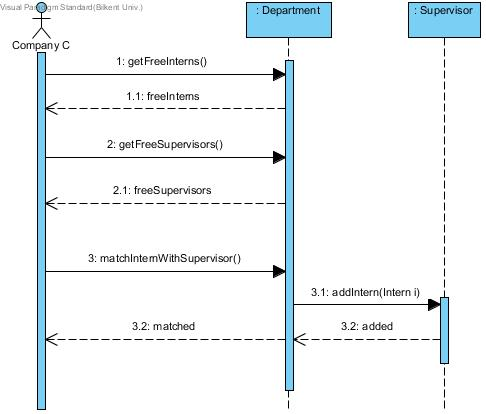 Visual Paradigm Standard(Bilkent Univ.)
: Department
: Supervisor
Company C
1: getFreeInterns()
1.1: freeInterns
2: getFreeSupervisors()
2.1: freeSupervisors
3: matchInternWithSupervisor()
3.1: addIntern(Intern i)
3.2: matched
3.2: added